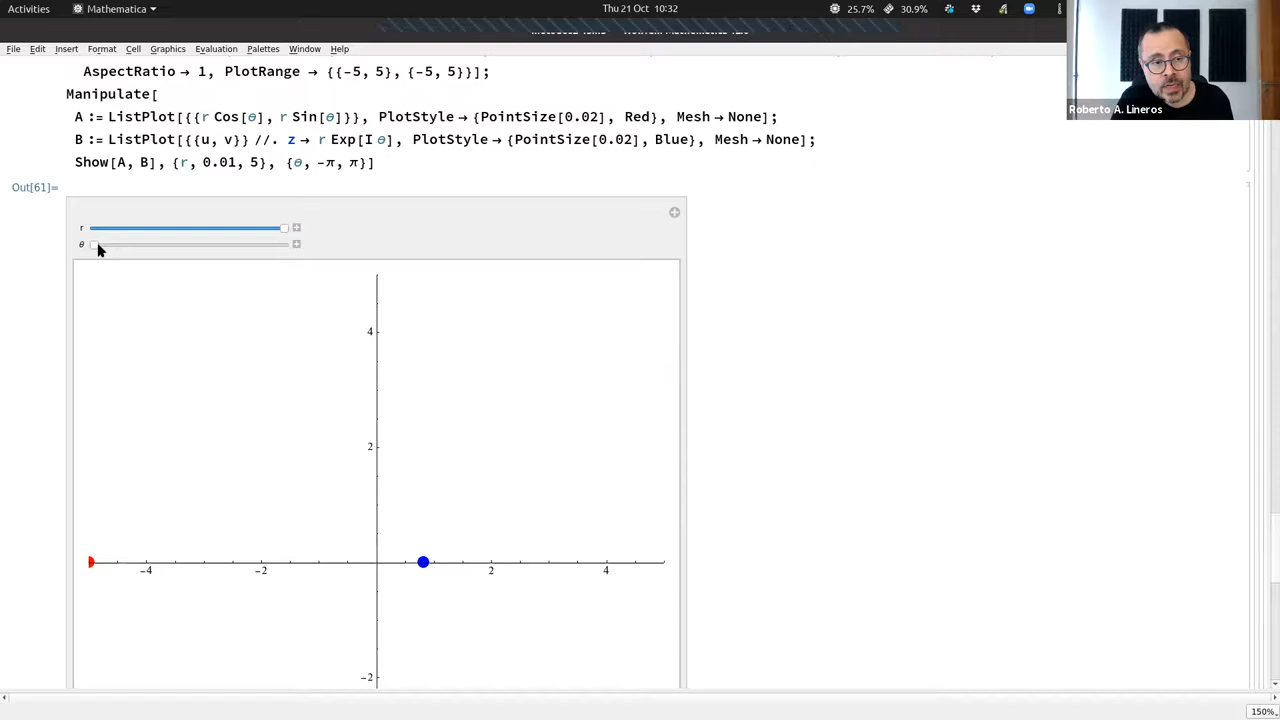 Activities Mathematica Thu 21 Oct 10:32 25.7% 30.9%
File Edit Insert Format Cell Graphics Evaluation Palettes Window Help
Roberto A. Lineros
AspectRatio → 1, PlotRange → {{-5, 5}, {-5, 5}}];
Manipulate[
A := ListPlot[{{r Cos[θ], r Sin[θ]}}, PlotStyle → {PointSize[0.02], Red}, Mesh → None];
B := ListPlot[{{u, v}} //. z → r Exp[I θ], PlotStyle → {PointSize[0.02], Blue}, Mesh → None];
Show[A, B], {r, 0.01, 5}, {θ, -π, π}]
Out[61]=
r
θ
4
2
-4 -2 2 4
-2
150%